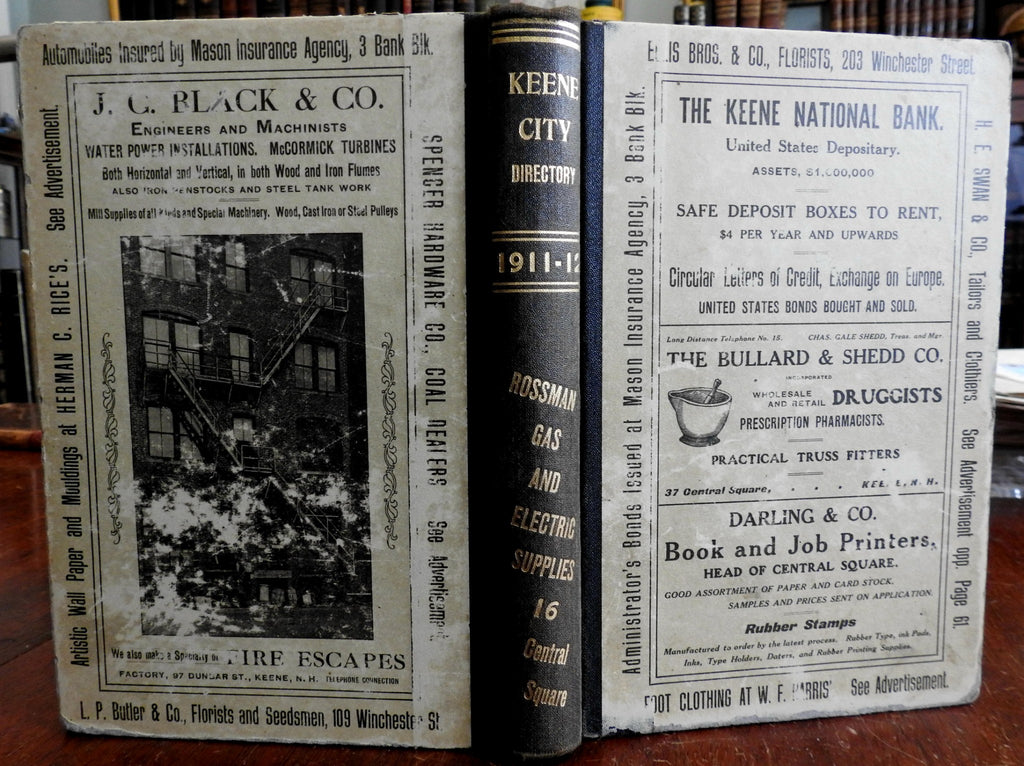 Automobiles Insured by Mason Insurance Agency, 3 Bank Blk.
See Advertisement.
Artistic Wall Paper and Mouldings at HERMAN C. RICE'S.
J. C. BLACK & CO.
ENGINEERS AND MACHINISTS
WATER POWER INSTALLATIONS. McCORMICK TURBINES
Both Horizontal and Vertical, in both Wood and Iron Flumes
ALSO IRON PENSTOCKS AND STEEL TANK WORK
Mill Supplies of all Kinds and Special Machinery. Wood, Cast Iron or Steel Pulleys
We also make a Specialty of FIRE ESCAPES
FACTORY, 97 DUNBAR ST., KEENE, N. H. TELEPHONE CONNECTION
SPENCER HARDWARE CO., COAL DEALERS See Advertisement
L. P. Butler & Co., Florists and Seedsmen, 109 Winchester St
KEENE
CITY
DIRECTORY
1911-12
ROSSMAN
GAS
AND
ELECTRIC
SUPPLIES
16
Central
Square
ELLIS BROS. & CO., FLORISTS, 203 Winchester Street.
Administrator's Bonds Issued at Mason Insurance Agency, 3 Bank Blk.
THE KEENE NATIONAL BANK.
United States Depositary.
ASSETS, $1,000,000
SAFE DEPOSIT BOXES TO RENT,
$4 PER YEAR AND UPWARDS
Circular Letters of Credit, Exchange on Europe.
UNITED STATES BONDS BOUGHT AND SOLD.
Long Distance Telephone No. 15. CHAS. GALE SHEDD, Treas. and Mgr.
THE BULLARD & SHEDD CO.
INCORPORATED
WHOLESALE AND RETAIL DRUGGISTS
PRESCRIPTION PHARMACISTS.
PRACTICAL TRUSS FITTERS
37 Central Square, . . . KEENE, N. H.
DARLING & CO.
Book and Job Printers,
HEAD OF CENTRAL SQUARE.
GOOD ASSORTMENT OF PAPER AND CARD STOCK.
SAMPLES AND PRICES SENT ON APPLICATION.
Rubber Stamps
Manufactured to order by the latest process. Rubber Type, ink Pads,
Inks, Type Holders, Daters, and Rubber Printing Supplies.
H. E. SWAN & CO., Tailors and Clothiers. See Advertisement opp. Page 61.
FOOT CLOTHING AT W. F. HARRIS' See Advertisement.